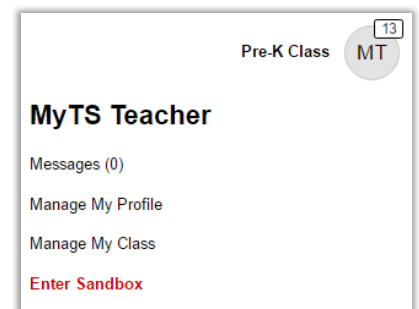 13
Pre-K Class MT
MyTS Teacher
Messages (0)
Manage My Profile
Manage My Class
Enter Sandbox